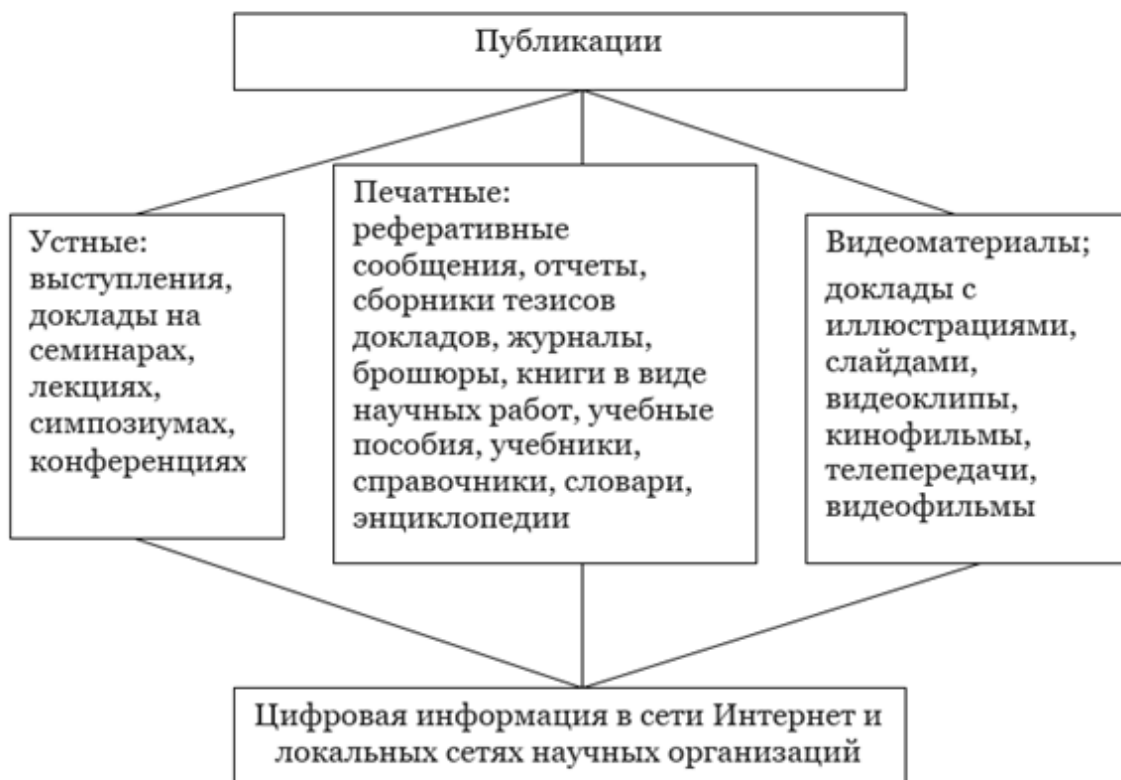 Публикации
Устные:
выступления,
доклады на
семинарах,
лекциях,
симпозиумах,
конференциях
Печатные:
реферативные
сообщения, отчеты,
сборники тезисов
докладов, журналы,
брошюры, книги в виде
научных работ, учебные
пособия, учебники,
справочники, словари,
энциклопедии
Видеоматериалы;
доклады с
иллюстрациями,
слайдами,
видеоклипы,
кинофильмы,
телепередачи,
видеофильмы
Цифровая информация в сети Интернет и
локальных сетях научных организаций